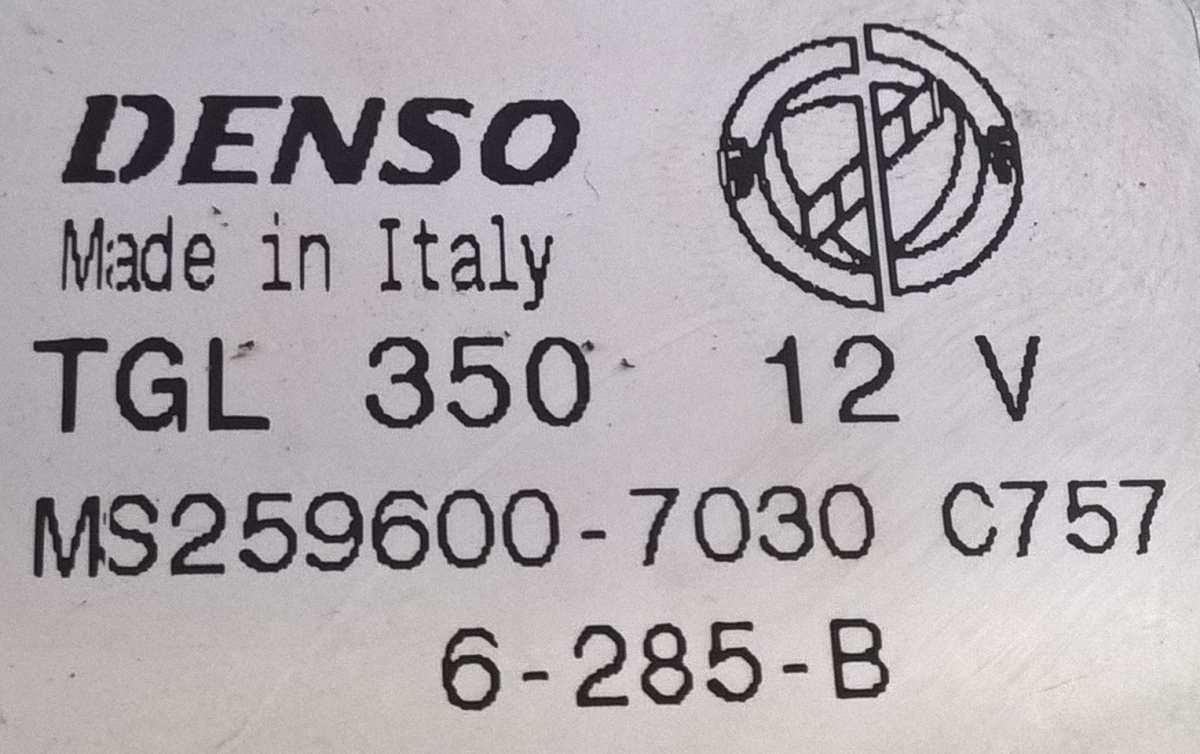 DENSO
Made in Italy
TGL 350 12 V
MS259600-7030 C757
6-285-B